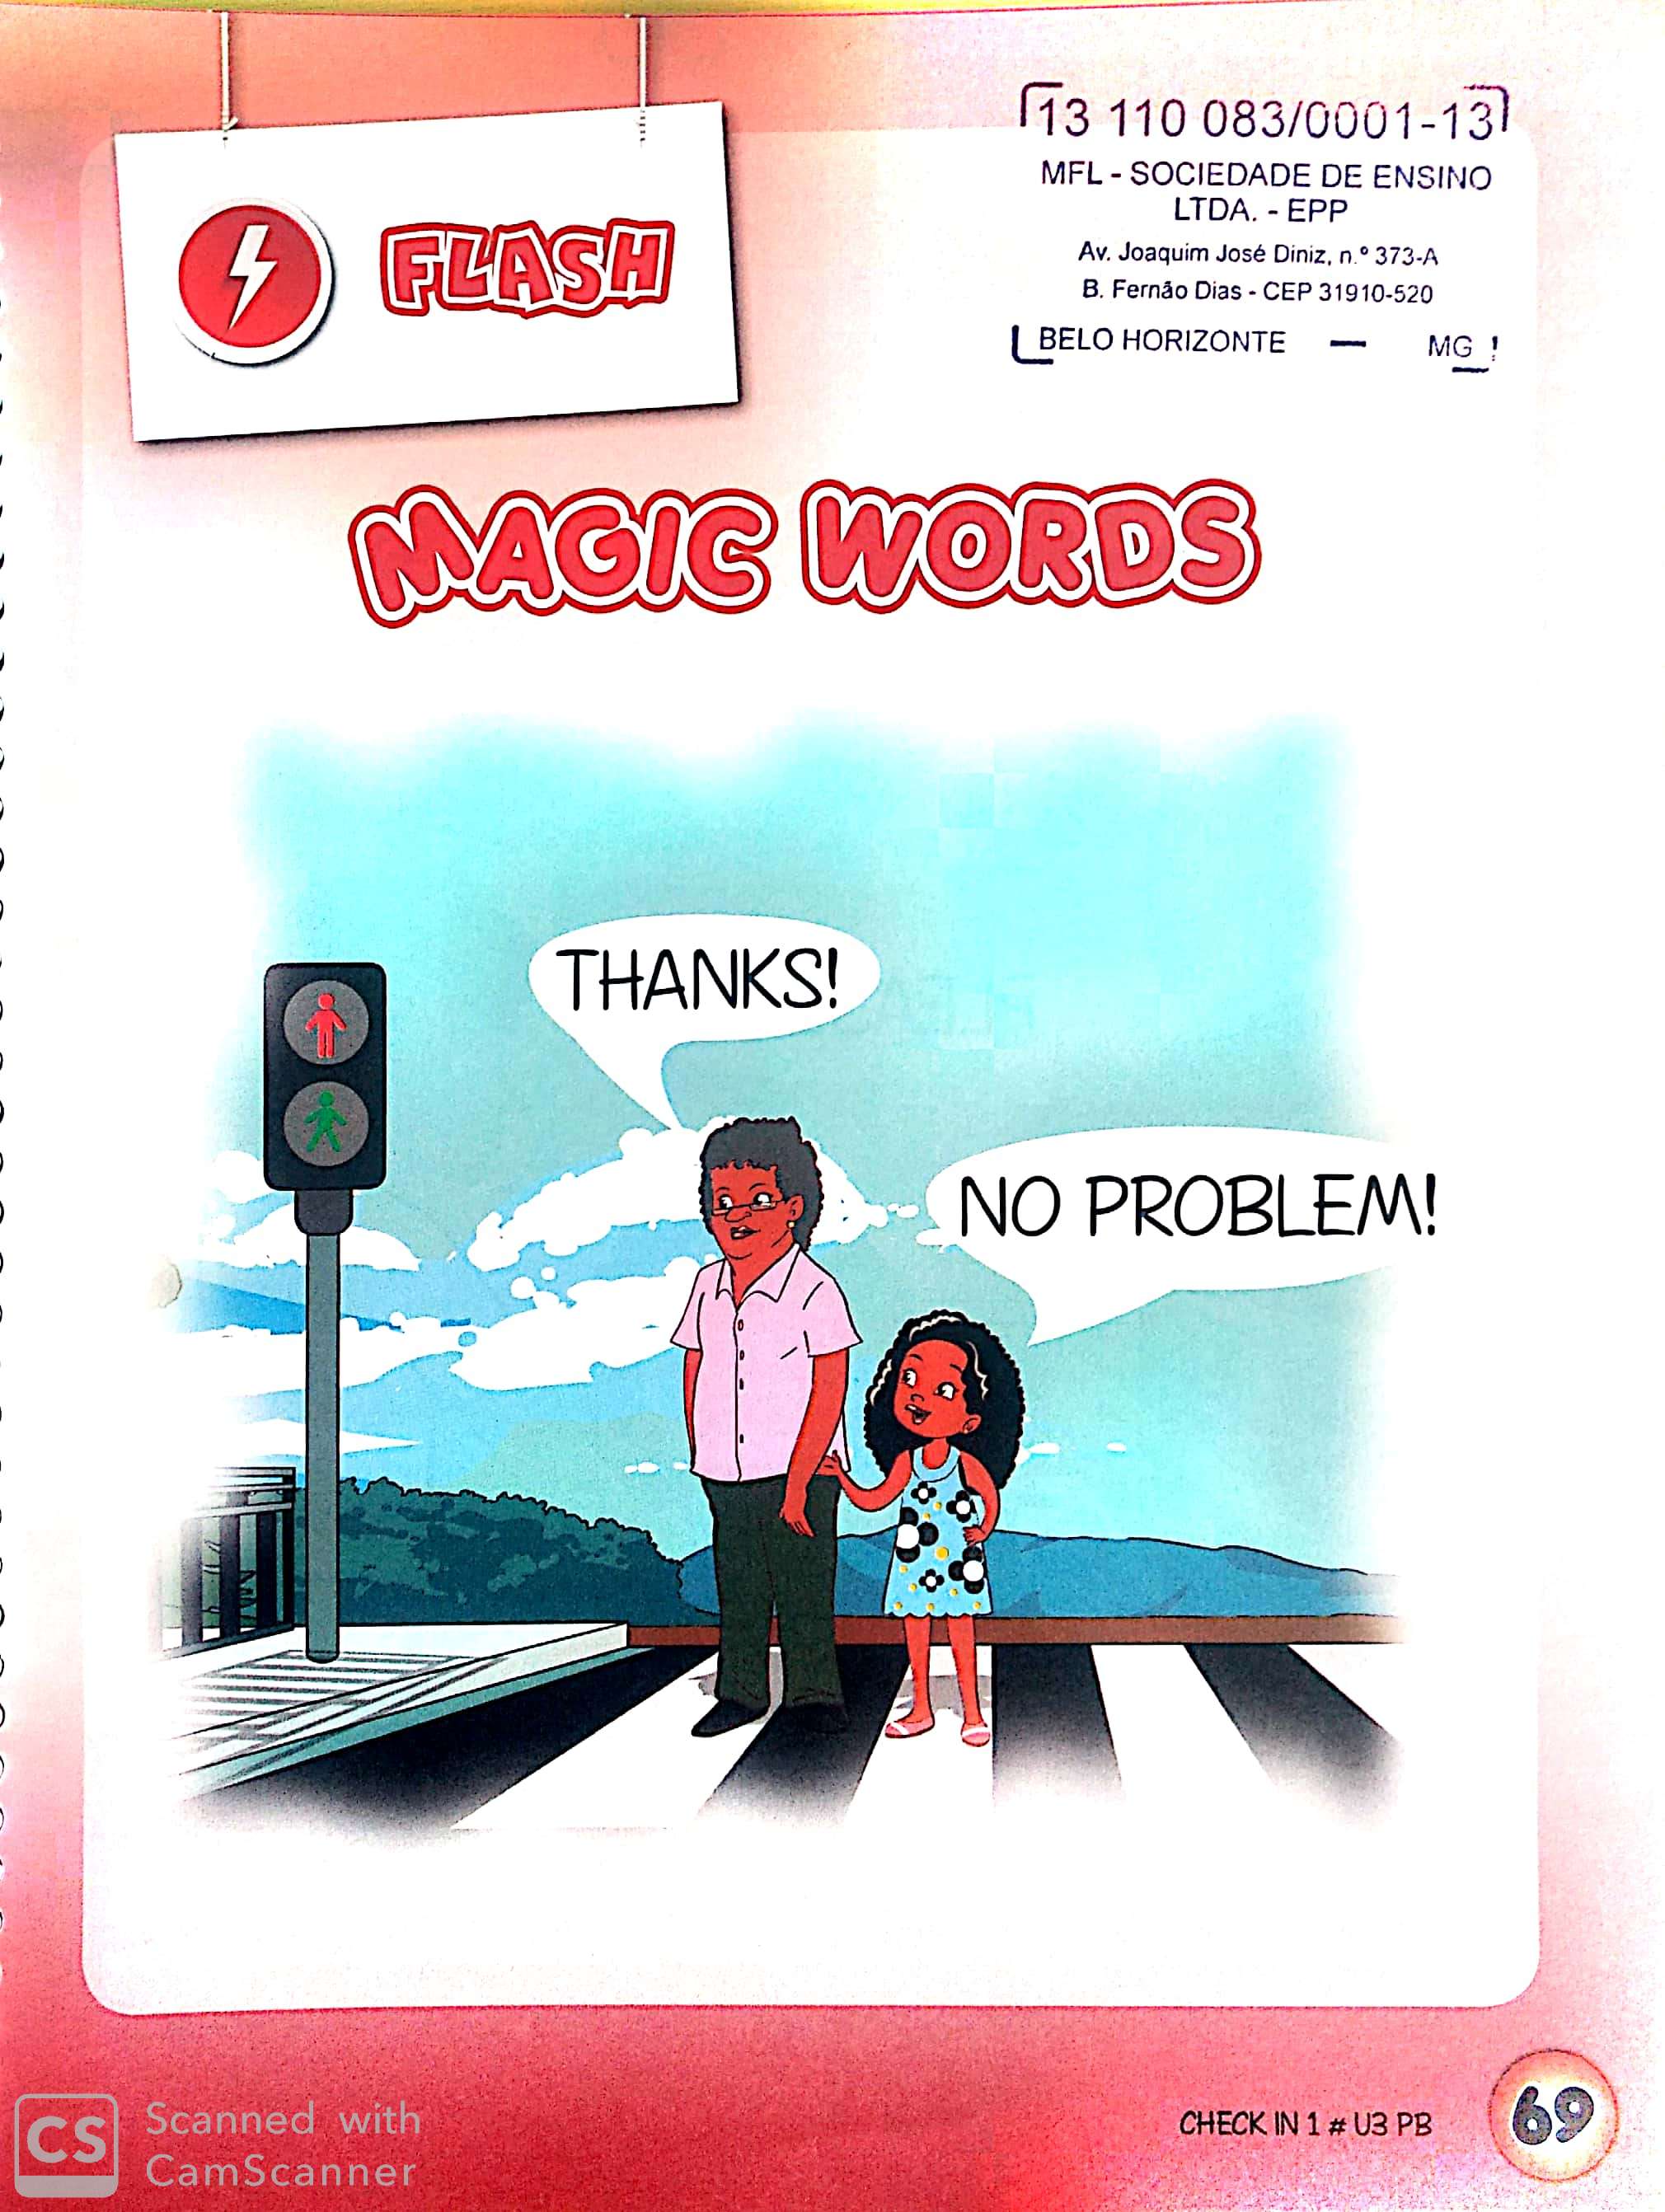 FLASH
13 110 083/0001-13
MFL - SOCIEDADE DE ENSINO
LTDA. - EPP
Av. Joaquim José Diniz, n.º 373-A
B. Fernão Dias - CEP 31910-520
BELO HORIZONTE — MG
MAGIC WORDS
THANKS!
NO PROBLEM!
CHECK IN 1 # U3 PB
69
CS Scanned with
CamScanner